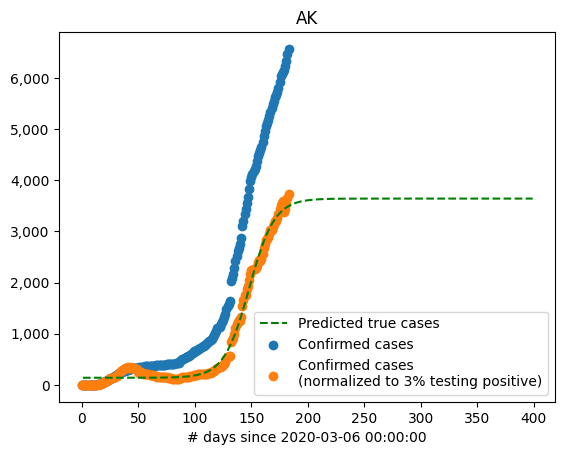 AK
6,000
5,000
4,000
3,000
2,000
1,000
0
Predicted true cases
Confirmed cases
Confirmed cases
(normalized to 3% testing positive)
0 50 100 150 200 250 300 350 400
# days since 2020-03-06 00:00:00